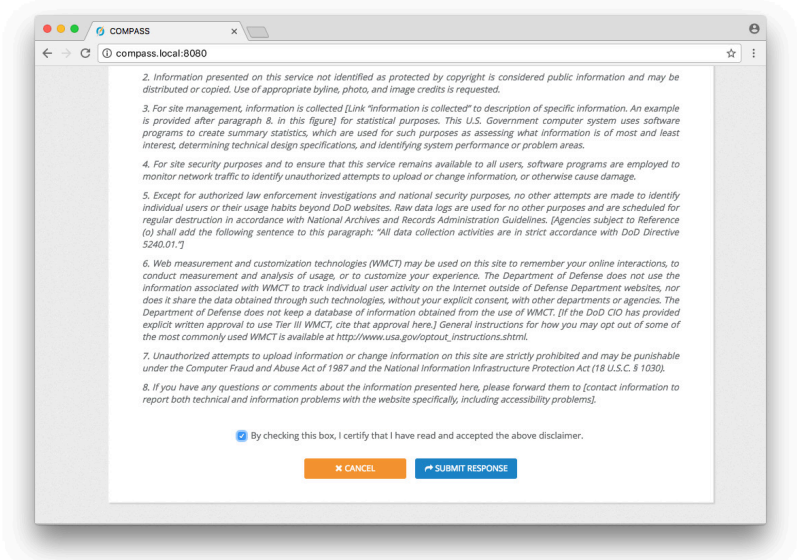 COMPASS
compass.local:8080
2. Information presented on this service not identified as protected by copyright is considered public information and may be
distributed or copied. Use of appropriate byline, photo, and image credits is requested.
3. For site management, information is collected [Link “information is collected” to description of specific information. An example
is provided after paragraph 8. in this figure] for statistical purposes. This U.S. Government computer system uses software
programs to create summary statistics, which are used for such purposes as assessing what information is of most and least
interest, determining technical design specifications, and identifying system performance or problem areas.
4. For site security purposes and to ensure that this service remains available to all users, software programs are employed to
monitor network traffic to identify unauthorized attempts to upload or change information, or otherwise cause damage.
5. Except for authorized law enforcement investigations and national security purposes, no other attempts are made to identify
individual users or their usage habits beyond DoD websites. Raw data logs are used for no other purposes and are scheduled for
regular destruction in accordance with National Archives and Records Administration Guidelines. [Agencies subject to Reference
(o) shall add the following sentence to this paragraph: “All data collection activities are in strict accordance with DoD Directive
5240.01.”]
6. Web measurement and customization technologies (WMCT) may be used on this site to remember your online interactions, to
conduct measurement and analysis of usage, or to customize your experience. The Department of Defense does not use the
information associated with WMCT to track individual user activity on the Internet outside of Defense Department websites, nor
does it share the data obtained through such technologies, without your explicit consent, with other departments or agencies. The
Department of Defense does not keep a database of information obtained from the use of WMCT. [If the DoD CIO has provided
explicit written approval to use Tier III WMCT, cite that approval here.] General instructions for how you may opt out of some of
the most commonly used WMCT is available at http://www.usa.gov/optout_instructions.shtml.
7. Unauthorized attempts to upload information or change information on this site are strictly prohibited and may be punishable
under the Computer Fraud and Abuse Act of 1987 and the National Information Infrastructure Protection Act (18 U.S.C. § 1030).
8. If you have any questions or comments about the information presented here, please forward them to [contact information to
report both technical and information problems with the website specifically, including accessibility problems].
By checking this box, I certify that I have read and accepted the above disclaimer.
CANCEL
SUBMIT RESPONSE